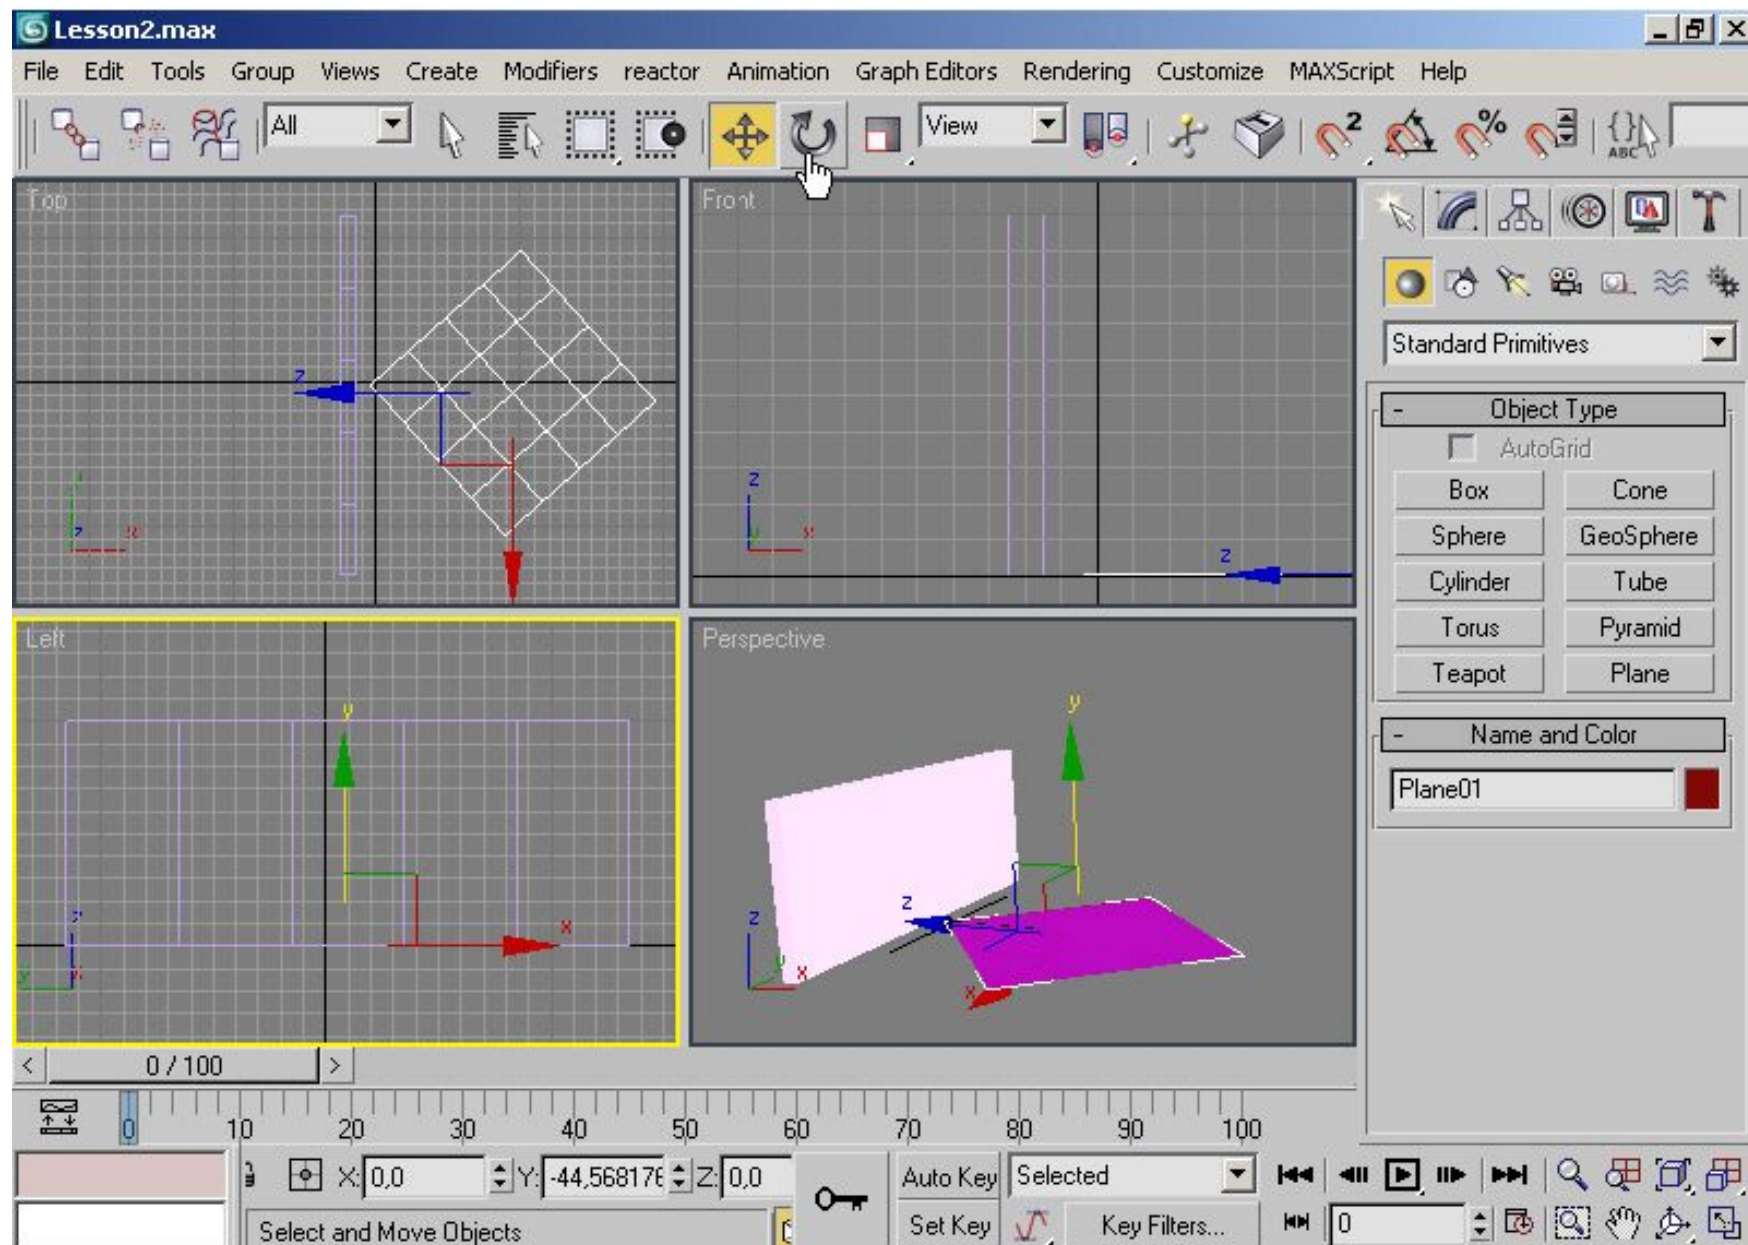 Lesson2.max
File Edit Tools Group Views Create Modifiers reactor Animation Graph Editors Rendering Customize MAXScript Help
All View 2 % {} ABC
Top Front
z
z
y z x y x z
Left Perspective
y y
z z
x
z y x y x
x
Standard Primitives
- Object Type
AutoGrid
Box Cone
Sphere GeoSphere
Cylinder Tube
Torus Pyramid
Teapot Plane
- Name and Color
Plane01
< 0 / 100 >
0 10 20 30 40 50 60 70 80 90 100
X: 0,0 Y: -44,568176 Z: 0,0 Auto Key Selected
Select and Move Objects Set Key Key Filters... 0